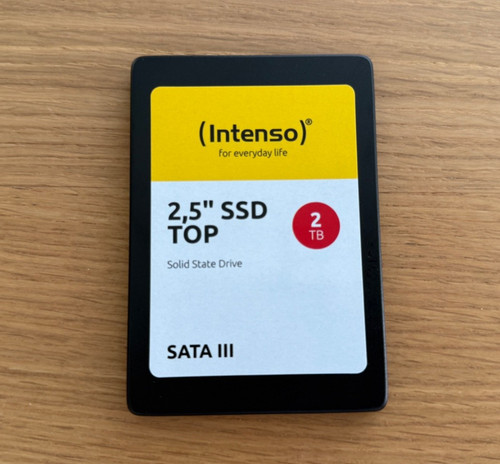 (Intenso)®
for everyday life
2,5" SSD
TOP
2
TB
Solid State Drive
SATA III